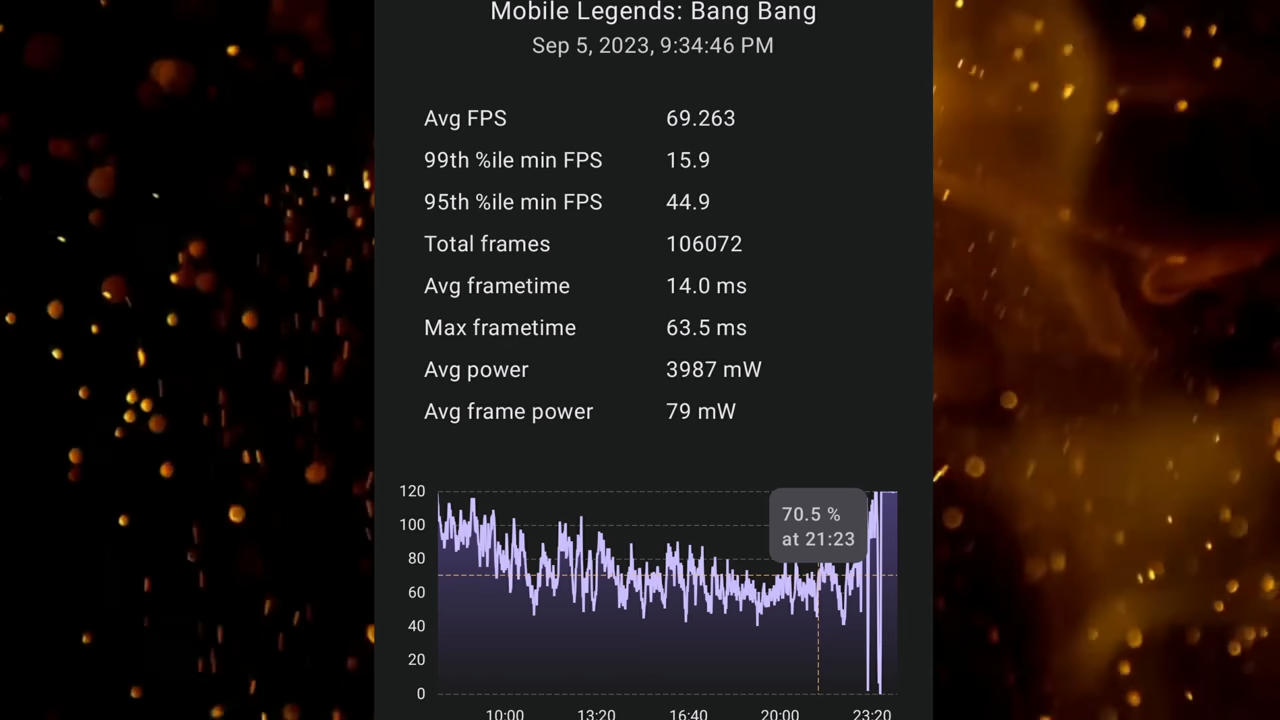 Mobile Legends: Bang Bang
Sep 5, 2023, 9:34:46 PM
Avg FPS 69.263
99th %ile min FPS 15.9
95th %ile min FPS 44.9
Total frames 106072
Avg frametime 14.0 ms
Max frametime 63.5 ms
Avg power 3987 mW
Avg frame power 79 mW
120
100
80
60
40
20
0
70.5 %
at 21:23
10:00 13:20 16:40 20:00 23:20